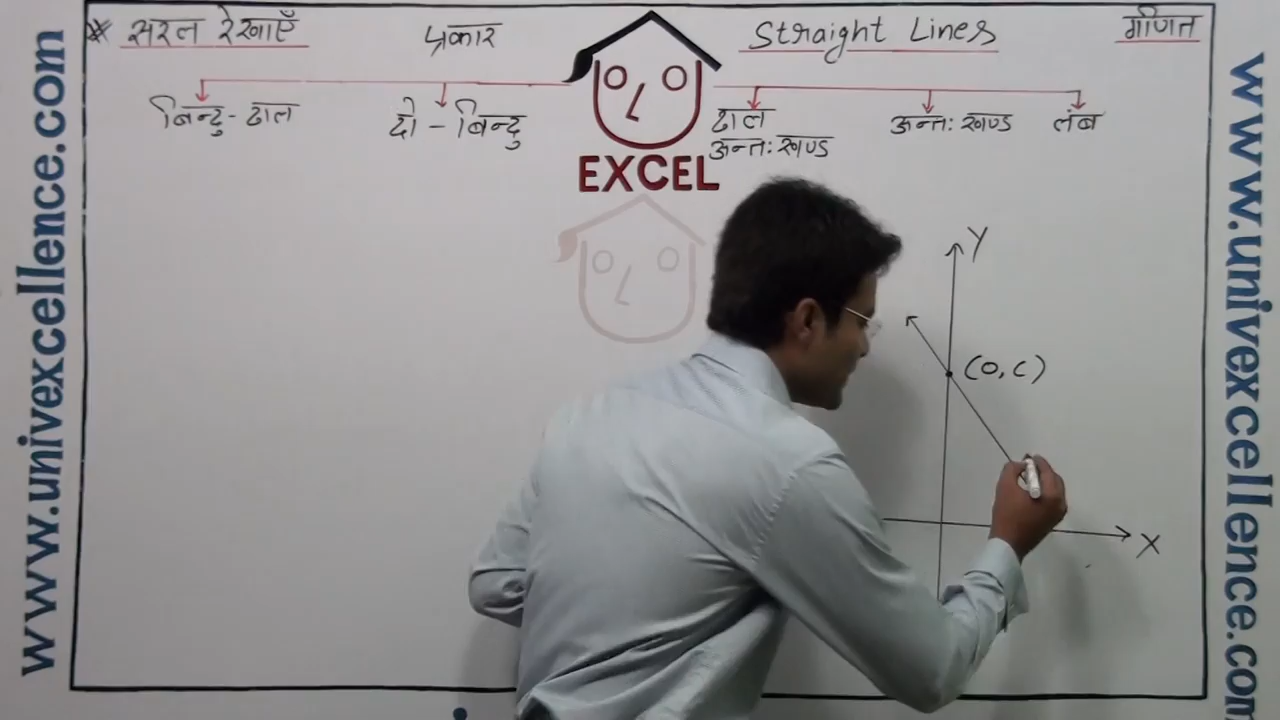 * सरल रेखाएँ प्रकार Straight Lines गणित
बिन्दु - ढाल दो - बिन्दु ढाल अन्तः खण्ड लंब
अन्तः खण्ड
EXCEL
Y
(0, C)
X
www.univexcellence.com
www.univexcellence.com